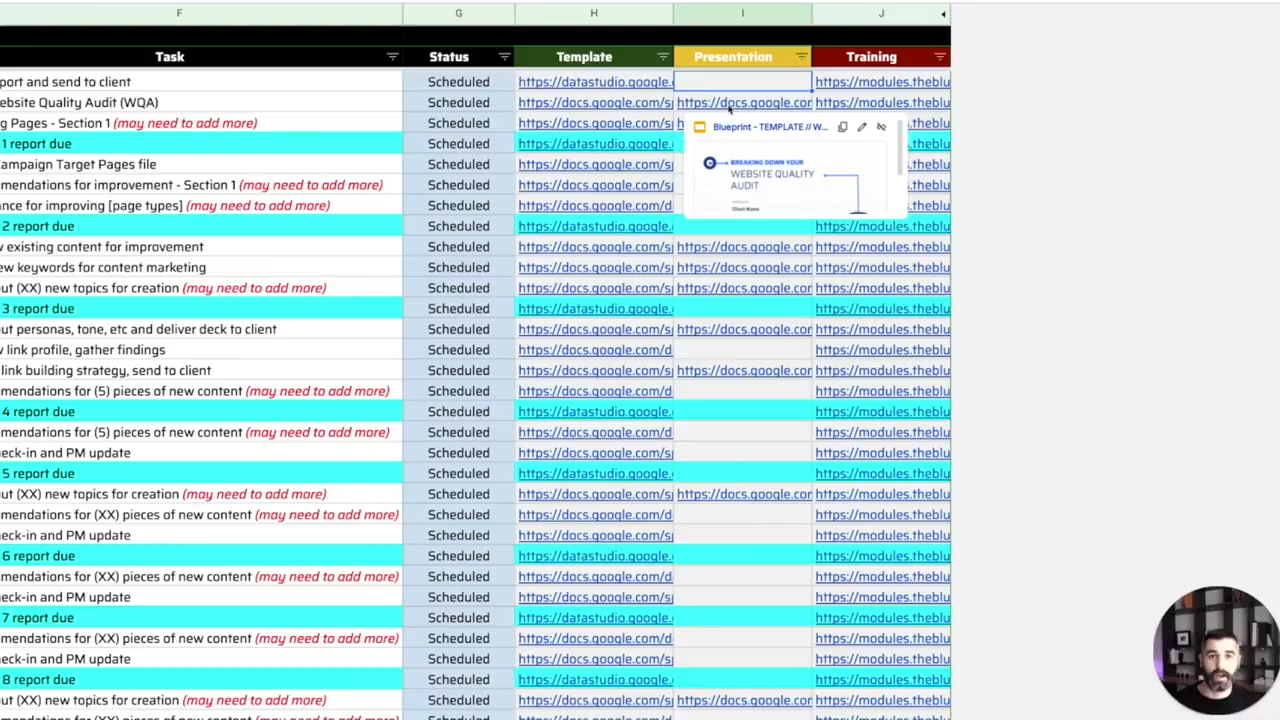 F G H I J
Task Status Template Presentation Training
port and send to client Scheduled https://datastudio.google. https://modules.theblu
ebsite Quality Audit (WQA) Scheduled https://docs.google.com/sp https://docs.google.cor https://modules.theblu
g Pages - Section 1 (may need to add more) Scheduled https://docs.google.com/sp
Blueprint - TEMPLATE // W...
BREAKING DOWN YOUR
WEBSITE QUALITY
AUDIT
Client Name
1 report due Scheduled https://datastudio.google.
Campaign Target Pages file Scheduled https://docs.google.com/sp
mendations for improvement - Section 1 (may need to add more) Scheduled https://docs.google.com/sp
ance for improving [page types] (may need to add more) Scheduled https://docs.google.com/sp
2 report due Scheduled https://datastudio.google. https://modules.theblu
w existing content for improvement Scheduled https://docs.google.com/sp https://docs.google.cor https://modules.theblu
ew keywords for content marketing Scheduled https://docs.google.com/sp https://docs.google.cor https://modules.theblu
ut (XX) new topics for creation (may need to add more) Scheduled https://docs.google.com/sp https://docs.google.cor https://modules.theblu
3 report due Scheduled https://datastudio.google. https://modules.theblu
ut personas, tone, etc and deliver deck to client Scheduled https://docs.google.com/sp https://docs.google.cor https://modules.theblu
w link profile, gather findings Scheduled https://docs.google.com/d https://modules.theblu
link building strategy, send to client Scheduled https://docs.google.com/sp https://docs.google.cor https://modules.theblu
mendations for (5) pieces of new content (may need to add more) Scheduled https://docs.google.com/d https://modules.theblu
4 report due Scheduled https://datastudio.google. https://modules.theblu
mendations for (5) pieces of new content (may need to add more) Scheduled https://docs.google.com/d https://modules.theblu
eck-in and PM update Scheduled https://docs.google.com/sp https://modules.theblu
5 report due Scheduled https://datastudio.google. https://modules.theblu
ut (XX) new topics for creation (may need to add more) Scheduled https://docs.google.com/sp https://docs.google.cor https://modules.theblu
mendations for (XX) pieces of new content (may need to add more) Scheduled https://docs.google.com/d https://modules.theblu
eck-in and PM update Scheduled https://docs.google.com/sp https://modules.theblu
6 report due Scheduled https://datastudio.google. https://modules.theblu
mendations for (XX) pieces of new content (may need to add more) Scheduled https://docs.google.com/d https://modules.theblu
eck-in and PM update Scheduled https://docs.google.com/sp https://modules.theblu
7 report due Scheduled https://datastudio.google. https://modules.theblu
mendations for (XX) pieces of new content (may need to add more) Scheduled https://docs.google.com/d https://modules.theblu
eck-in and PM update Scheduled https://docs.google.com/sp https://modules.theblu
8 report due Scheduled https://datastudio.google. https://modules.theblu
ut (XX) new topics for creation (may need to add more) Scheduled https://docs.google.com/sp https://docs.google.cor https://modules.theblu